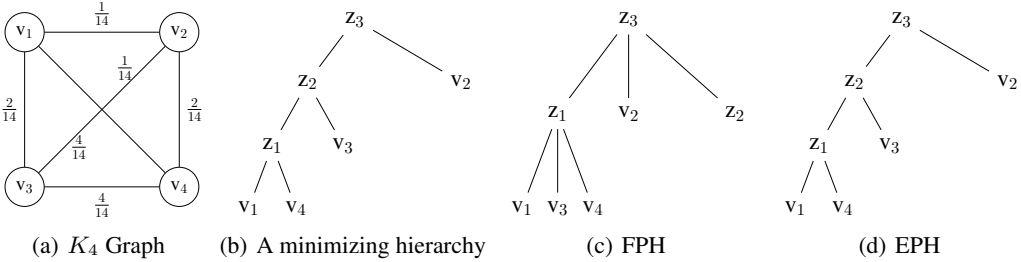 v₁ 1/14 v₂
1/14
2/14 2/14
4/14
v₃ 4/14 v₄
(a) K₄ Graph
z₃
z₂ v₂
z₁ v₃
v₁ v₄
(b) A minimizing hierarchy
z₃
z₁ v₂ z₂
v₁ v₃ v₄
(c) FPH
z₃
z₂ v₂
z₁ v₃
v₁ v₄
(d) EPH